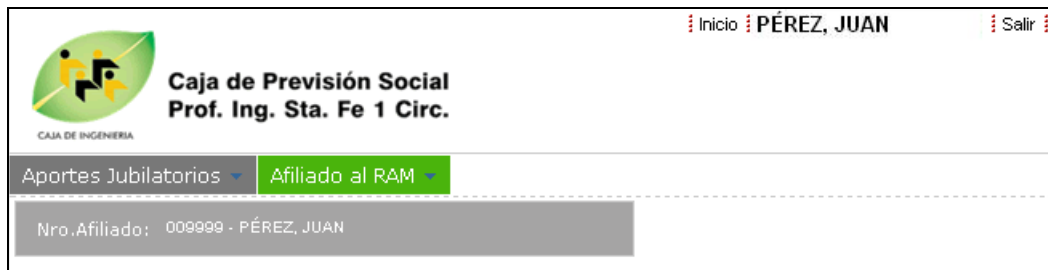 Inicio PÉREZ, JUAN Salir
Caja de Previsión Social
Prof. Ing. Sta. Fe 1 Circ.
CAJA DE INGENIERIA
Aportes Jubilatorios Afiliado al RAM
Nro.Afiliado: 009999 - PÉREZ, JUAN